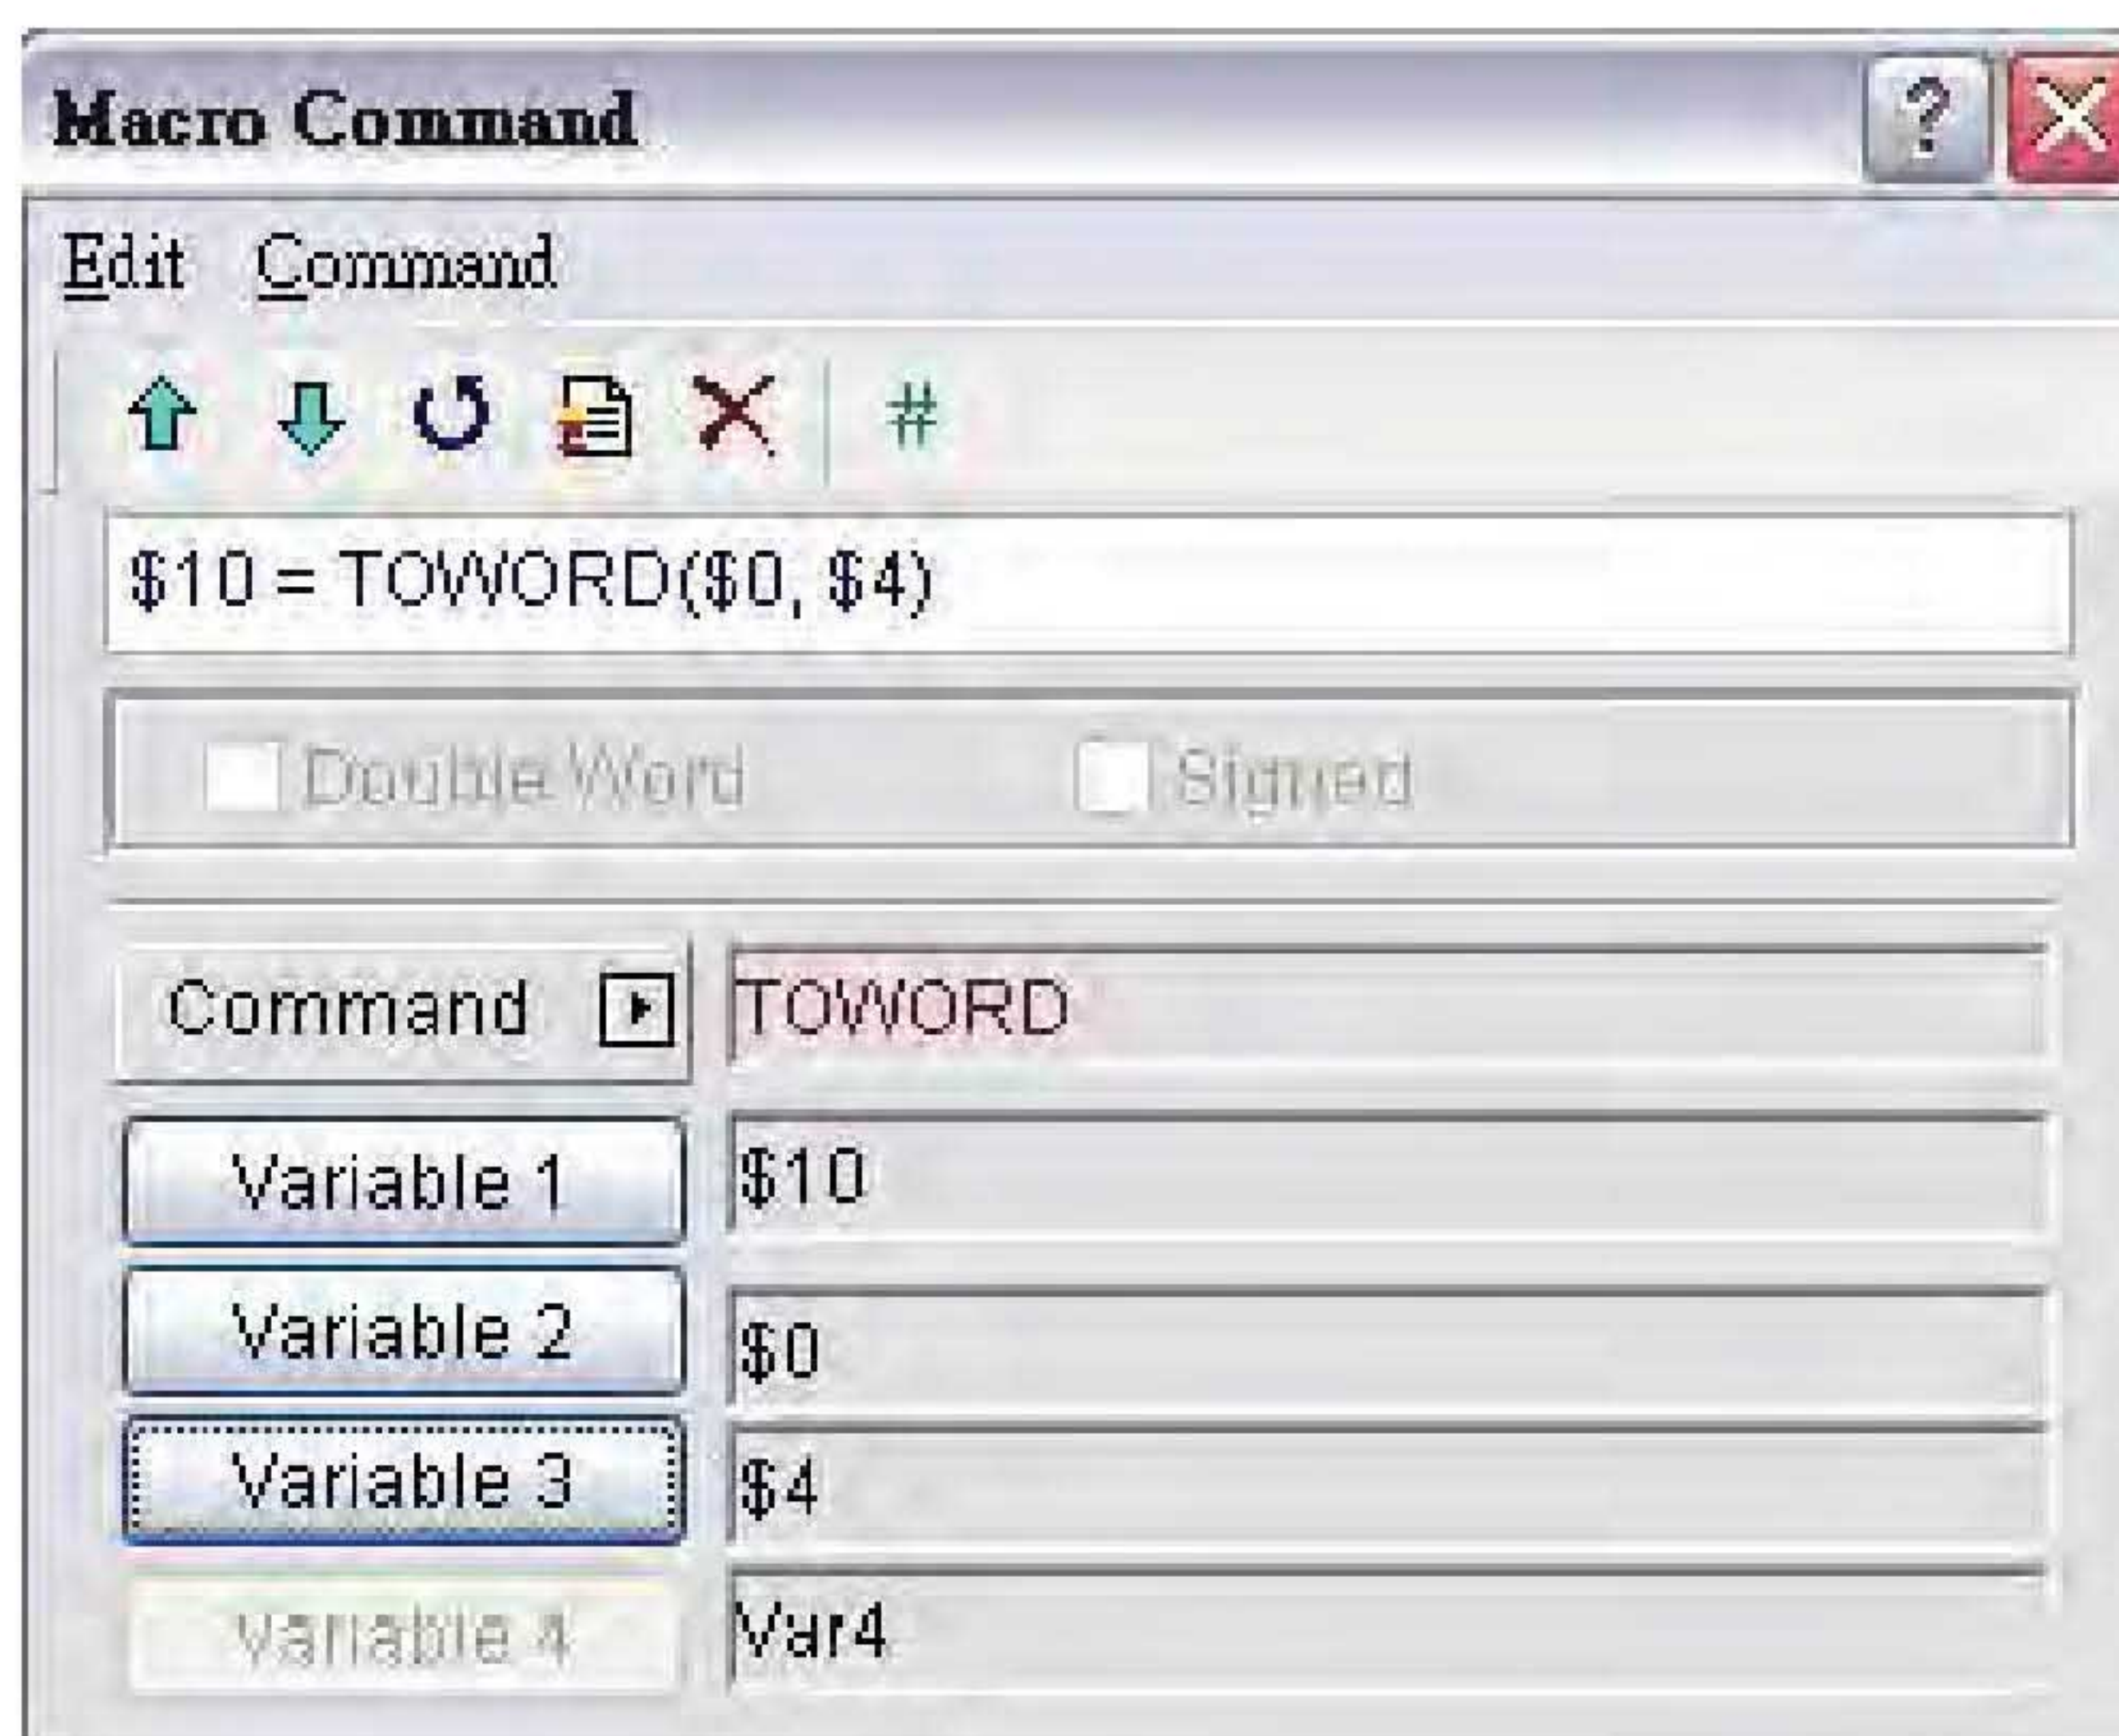 Macro Command
?
Edit Command
#
$10 = TOWORD($0, $4)
Double Word Signed
Command TOWORD
Variable 1 $10
Variable 2 $0
Variable 3 $4
Variable 4 Var4